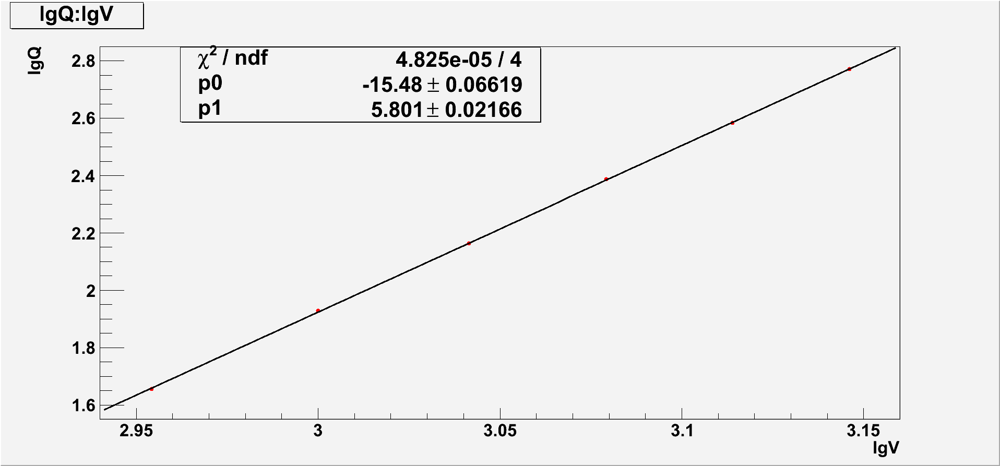 lgQ:lgV
lgQ
χ² / ndf 4.825e-05 / 4
p0 -15.48 ± 0.06619
p1 5.801 ± 0.02166
2.8
2.6
2.4
2.2
2
1.8
1.6
2.95 3 3.05 3.1 3.15
lgV